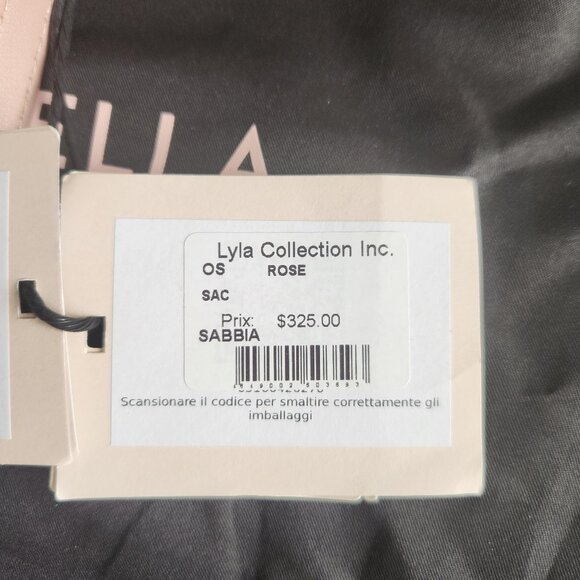 ELLA
Lyla Collection Inc.
OS ROSE
SAC
Prix: $325.00
SABBIA
Scansionare il codice per smaltire correttamente gli
imballaggi